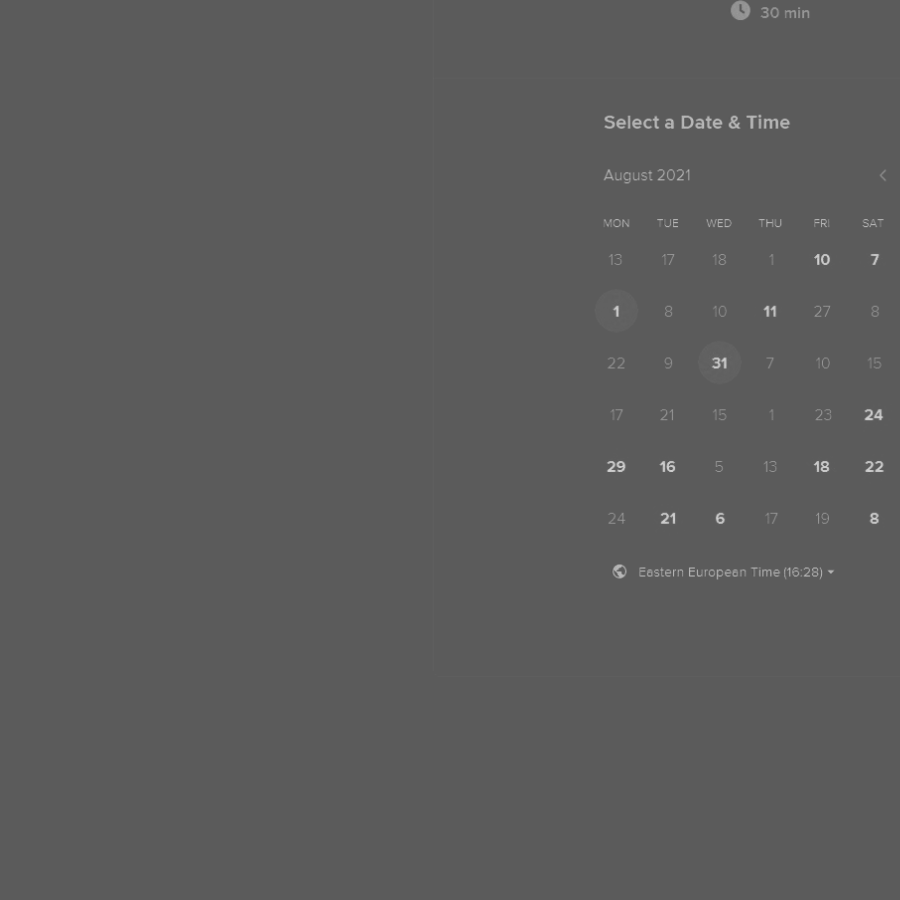 30 min
Select a Date & Time
August 2021
MON TUE WED THU FRI SAT
13 17 18 1 10 7
1 8 10 11 27 8
22 9 31 7 10 15
17 21 15 1 23 24
29 16 5 13 18 22
24 21 6 17 19 8
Eastern European Time (16:28)